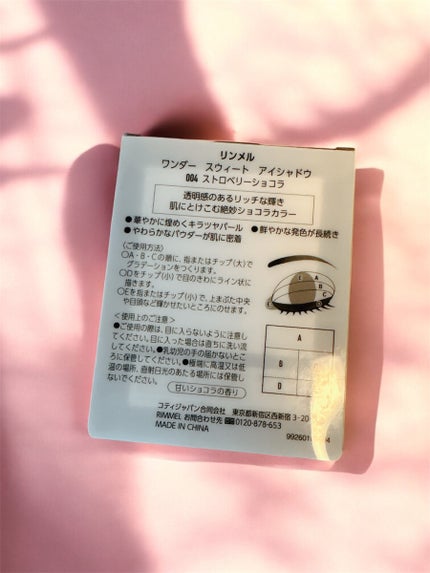 リンメル
ワンダー スウィート アイシャドウ
004 ストロベリーショコラ
透明感のあるリッチな輝き
肌にとけこむ絶妙ショコラカラー
●華やかに煌めくキラツヤパール ●鮮やかな発色が長続き
●やわらかなパウダーが肌に密着
〈ご使用方法〉
○A・B・Cの順に、指またはチップ(大)で
グラデーションをつくります。
○Dをチップ(小)で目のきわにライン状に
描きます。
○Eを指またはチップ(小)で、上まぶた中央
や目頭など輝かせたいところにのせます。
C A B E D
＜使用上のご注意＞
●ご使用の際は、目に入らないように注意し
てください。目に入った場合は直ちに洗い流
してください。●乳幼児の手の届かないとこ
ろに保管してください。●極端に高温又は低
温の場所、直射日光のあたる場所には保管し
ないでください。
A
B
D
甘いショコラの香り
コティジャパン合同会社 東京都新宿区西新宿 3-20
RIMMEL お問合わせ先 0120-878-653
MADE IN CHINA